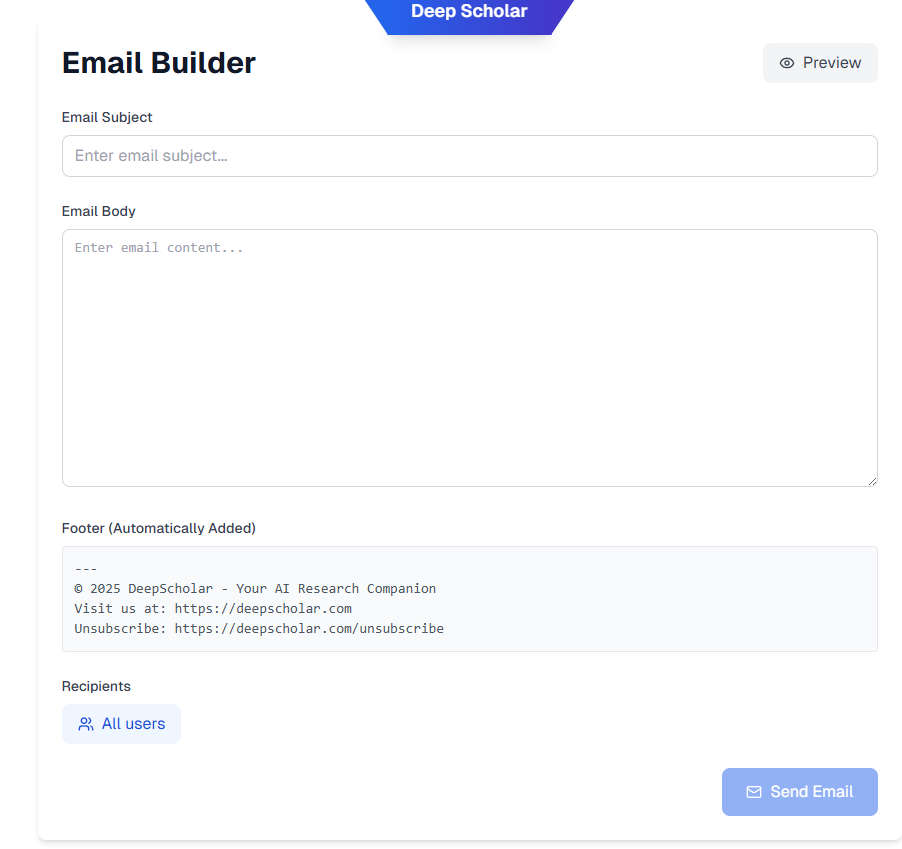 Deep Scholar
Email Builder
Preview
Email Subject
Enter email subject...
Email Body
Enter email content...
Footer (Automatically Added)
---
© 2025 DeepScholar - Your AI Research Companion
Visit us at: https://deepscholar.com
Unsubscribe: https://deepscholar.com/unsubscribe
Recipients
All users
Send Email